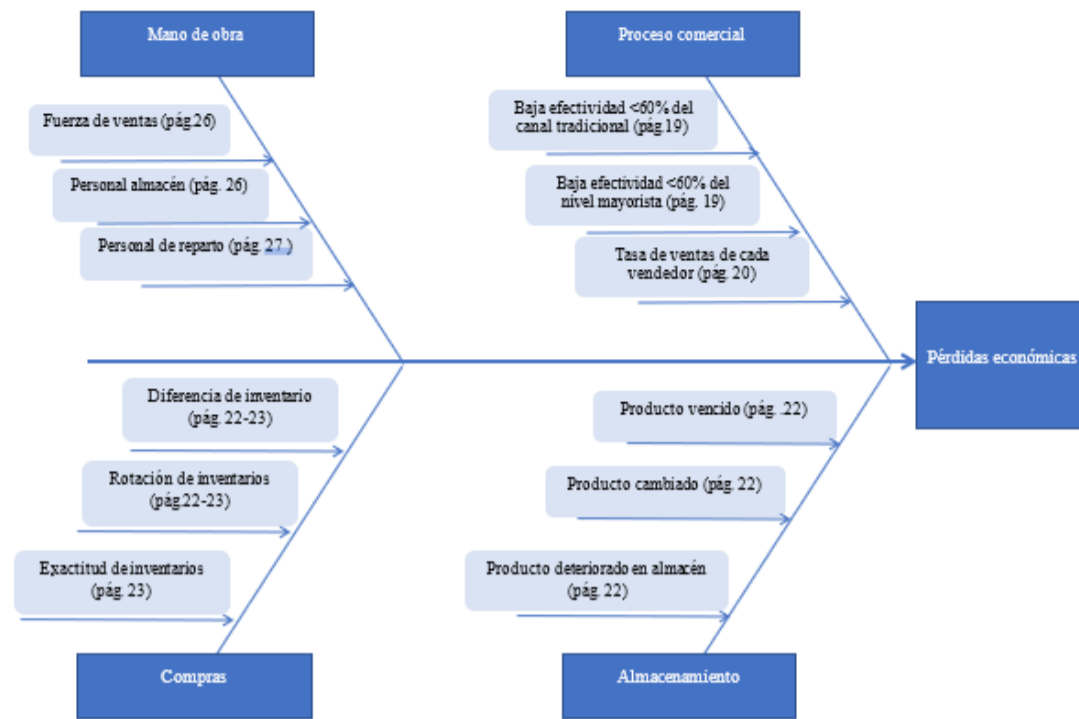 Mano de obra
Proceso comercial
Fuerza de ventas (pág.26)
Personal almacén (pág. 26)
Personal de reparto (pág. 27.)
Baja efectividad <60% del
canal tradicional (pág.19)
Baja efectividad <60% del
nivel mayorista (pág. 19)
Tasa de ventas de cada
vendedor (pág. 20)
Pérdidas económicas
Diferencia de inventario
(pág. 22-23)
Rotación de inventarios
(pág.22-23)
Exactitud de inventarios
(pág. 23)
Producto vencido (pág. .22)
Producto cambiado (pág. 22)
Producto deteriorado en almacén
(pág. 22)
Compras
Almacenamiento